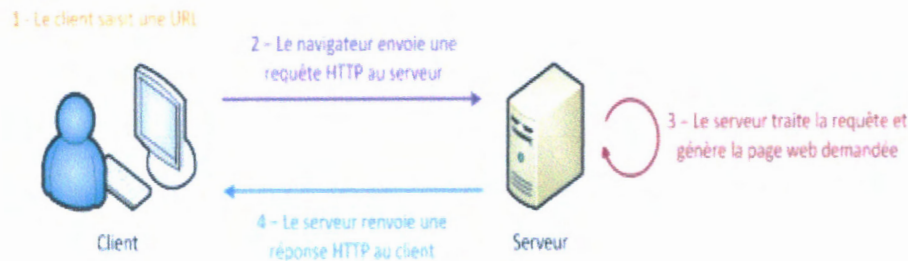 1 - Le client saisit une URL
2 - Le navigateur envoie une
requête HTTP au serveur
3 - Le serveur traite la requête et
génère la page web demandée
4 - Le serveur renvoie une
réponse HTTP au client
Client
Serveur